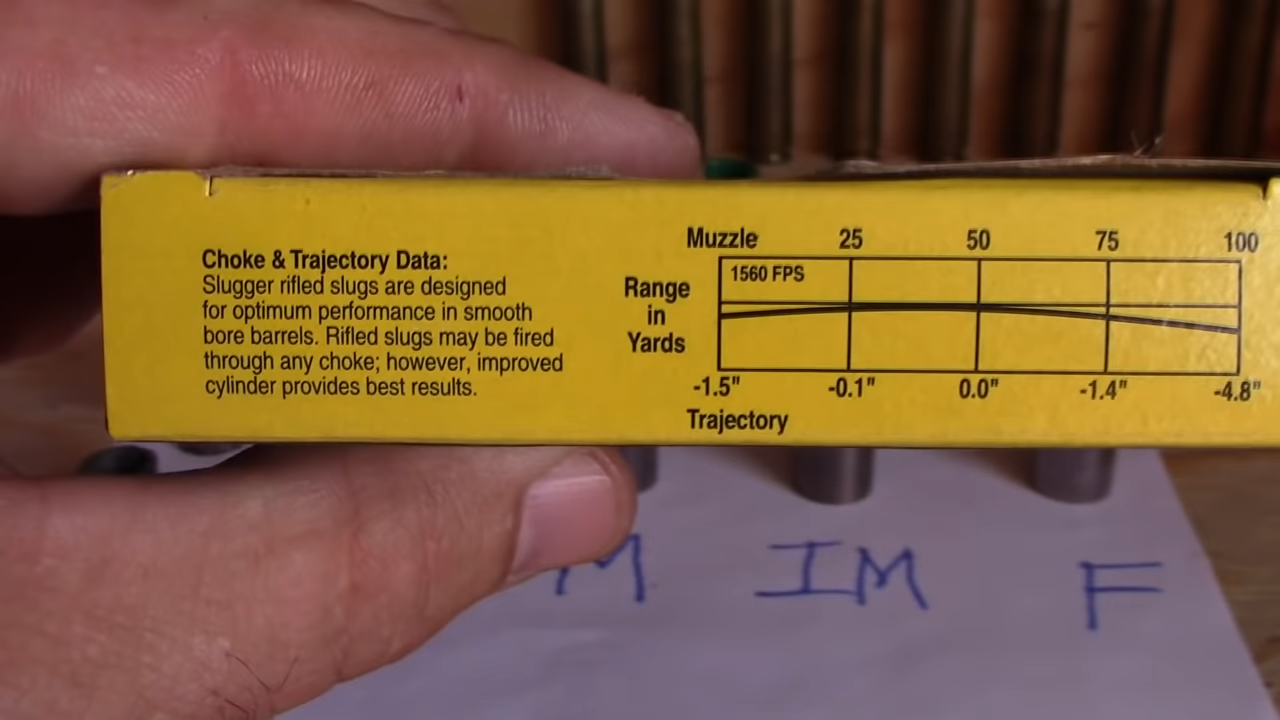 Choke & Trajectory Data:
Slugger rifled slugs are designed
for optimum performance in smooth
bore barrels. Rifled slugs may be fired
through any choke; however, improved
cylinder provides best results.
Muzzle 25 50 75 100
1560 FPS
Range
in
Yards
-1.5" -0.1" 0.0" -1.4" -4.8"
Trajectory
M IM F